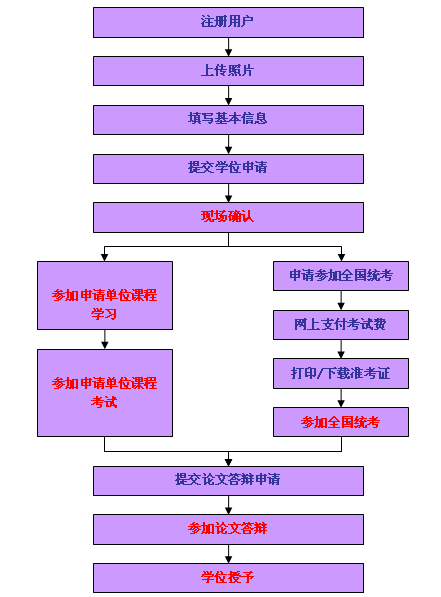 注册用户
上传照片
填写基本信息
提交学位申请
现场确认
参加申请单位课程
学习
参加申请单位课程
考试
申请参加全国统考
网上支付考试费
打印/下载准考证
参加全国统考
提交论文答辩申请
参加论文答辩
学位授予